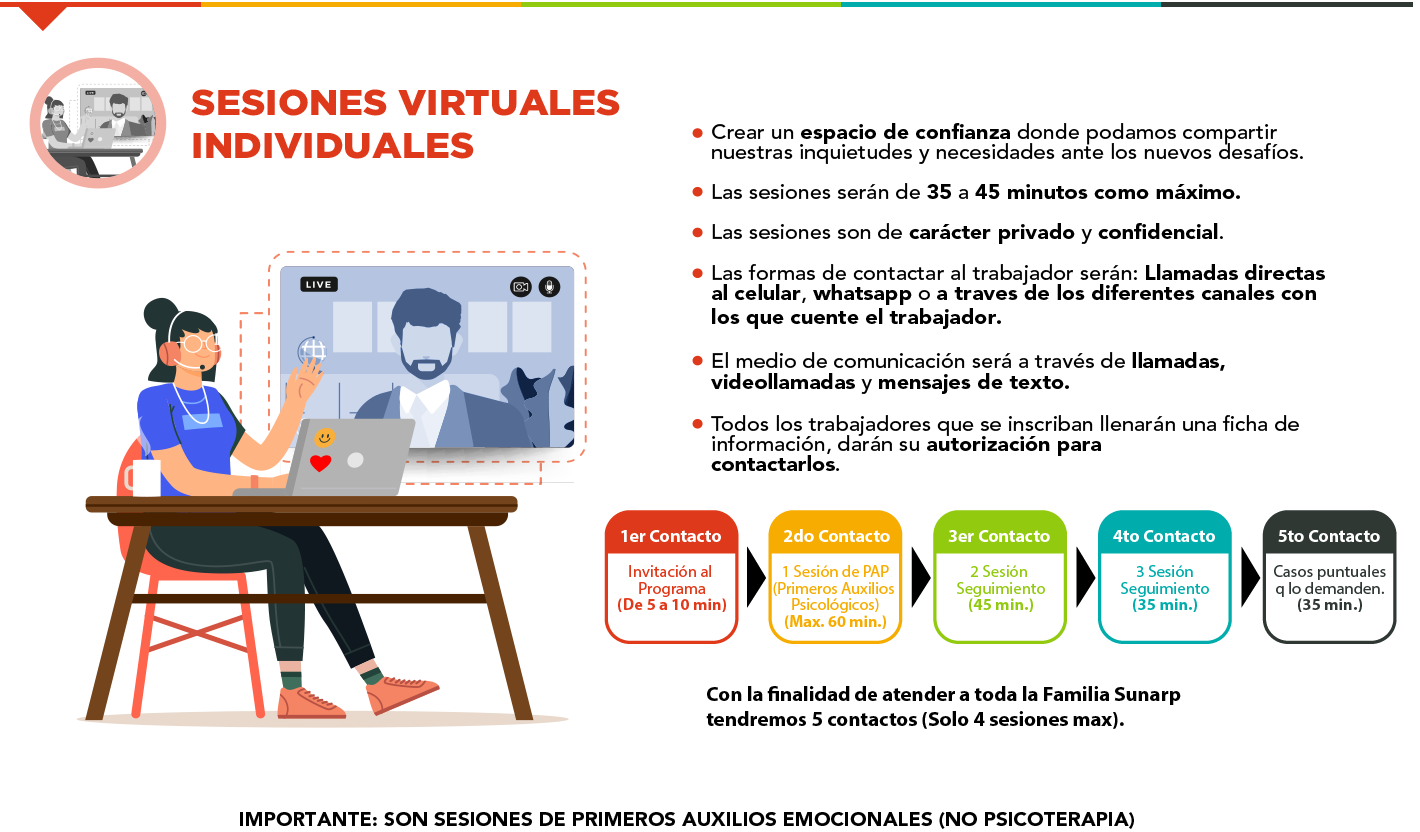 SESIONES VIRTUALES
INDIVIDUALES
Crear un espacio de confianza donde podamos compartir
nuestras inquietudes y necesidades ante los nuevos desafíos.
Las sesiones serán de 35 a 45 minutos como máximo.
Las sesiones son de carácter privado y confidencial.
Las formas de contactar al trabajador serán: Llamadas directas
al celular, whatsapp o a traves de los diferentes canales con
los que cuente el trabajador.
El medio de comunicación será a través de llamadas,
videollamadas y mensajes de texto.
Todos los trabajadores que se inscriban llenarán una ficha de
información, darán su autorización para
contactarlos.
LIVE
1er Contacto
Invitación al
Programa
(De 5 a 10 min)
2do Contacto
1 Sesión de PAP
(Primeros Auxilios
Psicológicos)
(Max. 60 min.)
3er Contacto
2 Sesión
Seguimiento
(45 min.)
4to Contacto
3 Sesión
Seguimiento
(35 min.)
5to Contacto
Casos puntuales
q lo demanden.
(35 min.)
Con la finalidad de atender a toda la Familia Sunarp
tendremos 5 contactos (Solo 4 sesiones max).
IMPORTANTE: SON SESIONES DE PRIMEROS AUXILIOS EMOCIONALES (NO PSICOTERAPIA)